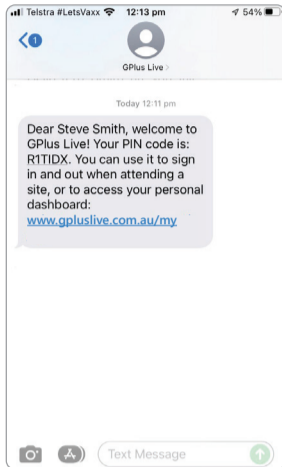 Telstra #LetsVaxx 12:13 pm 54%
1
GPlus Live
Today 12:11 pm
Dear Steve Smith, welcome to
GPlus Live! Your PIN code is:
R1TIDX. You can use it to sign
in and out when attending a
site, or to access your personal
dashboard:
www.gpluslive.com.au/my
Text Message